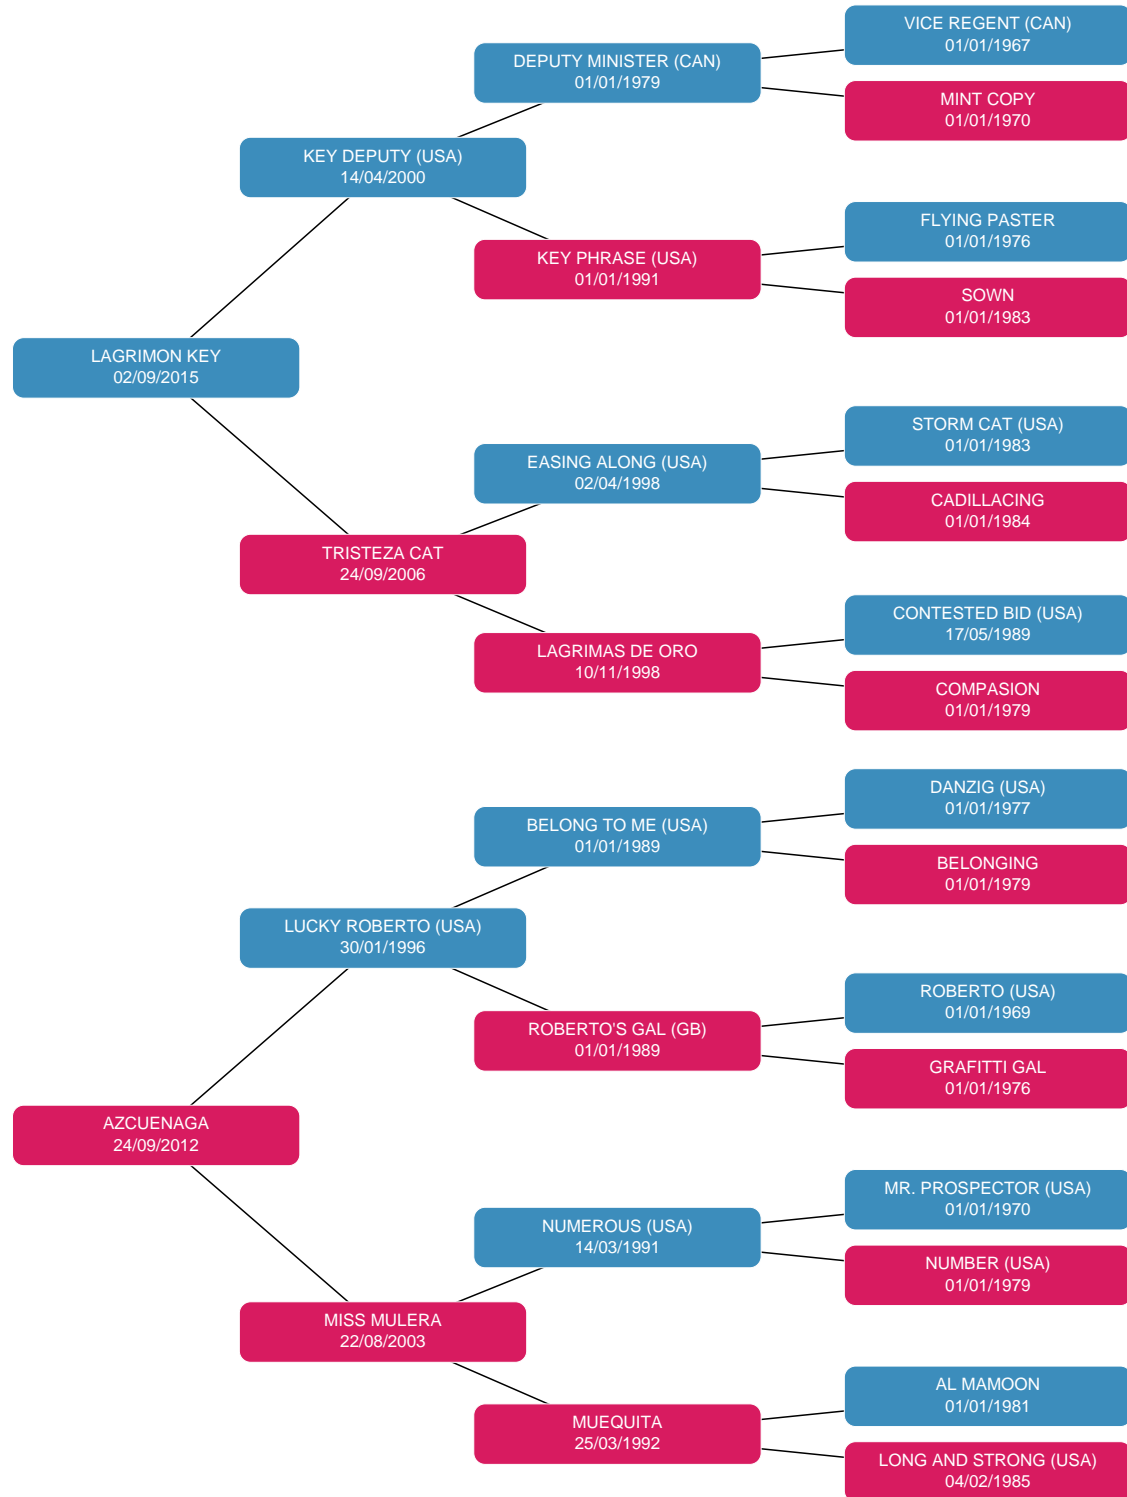 VICE REGENT (CAN)
01/01/1967
DEPUTY MINISTER (CAN)
01/01/1979
MINT COPY
01/01/1970
KEY DEPUTY (USA)
14/04/2000
FLYING PASTER
01/01/1976
KEY PHRASE (USA)
01/01/1991
SOWN
01/01/1983
LAGRIMON KEY
02/09/2015
STORM CAT (USA)
01/01/1983
EASING ALONG (USA)
02/04/1998
CADILLACING
01/01/1984
TRISTEZA CAT
24/09/2006
CONTESTED BID (USA)
17/05/1989
LAGRIMAS DE ORO
10/11/1998
COMPASION
01/01/1979
DANZIG (USA)
01/01/1977
BELONG TO ME (USA)
01/01/1989
BELONGING
01/01/1979
LUCKY ROBERTO (USA)
30/01/1996
ROBERTO (USA)
01/01/1969
ROBERTO'S GAL (GB)
01/01/1989
GRAFITTI GAL
01/01/1976
AZCUENAGA
24/09/2012
MR. PROSPECTOR (USA)
01/01/1970
NUMEROUS (USA)
14/03/1991
NUMBER (USA)
01/01/1979
MISS MULERA
22/08/2003
AL MAMOON
01/01/1981
MUEQUITA
25/03/1992
LONG AND STRONG (USA)
04/02/1985